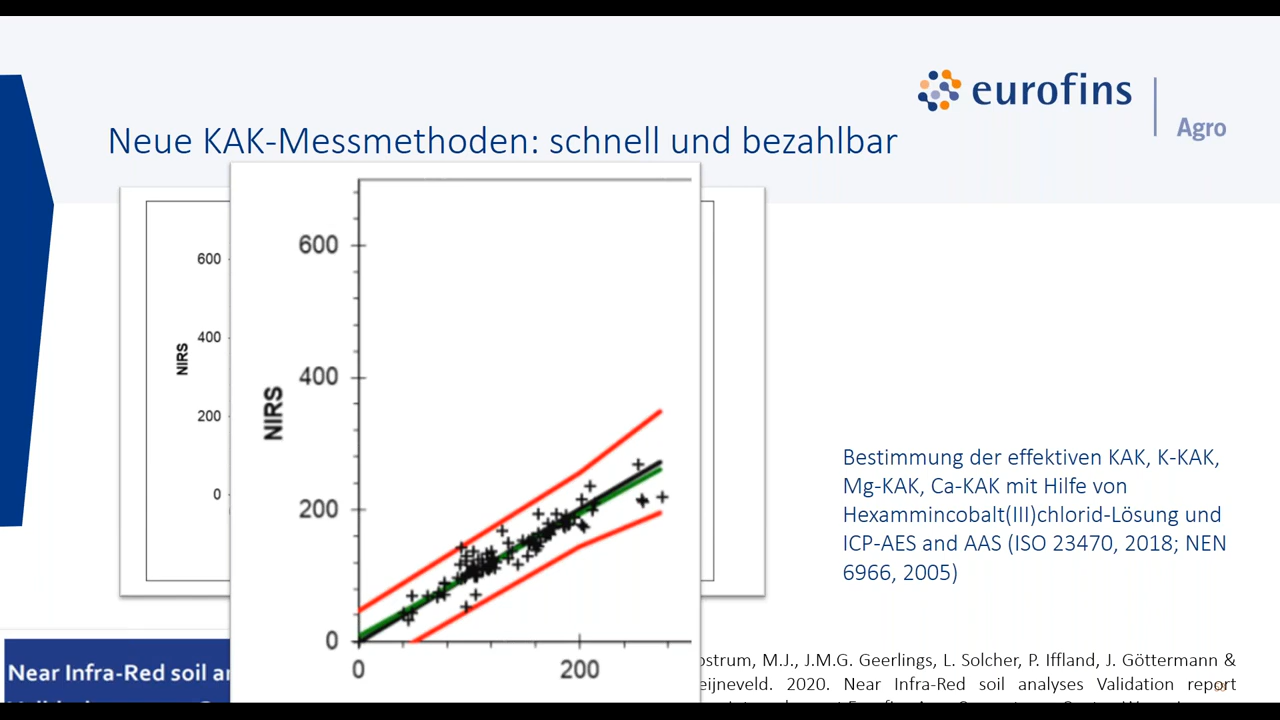 eurofins
Agro
Neue KAK-Messmethoden: schnell und bezahlbar
600
400
200
0
NIRS
600
400
200
0
NIRS
0
200
Bestimmung der effektiven KAK, K-KAK,
Mg-KAK, Ca-KAK mit Hilfe von
Hexammincobalt(III)chlorid-Lösung und
ICP-AES and AAS (ISO 23470, 2018; NEN
6966, 2005)
Near Infra-Red soil
M.J., J.M.G. Geerlings, L. Solcher, P. Iffland, J. Göttermann &
2020. Near Infra-Red soil analyses Validation report